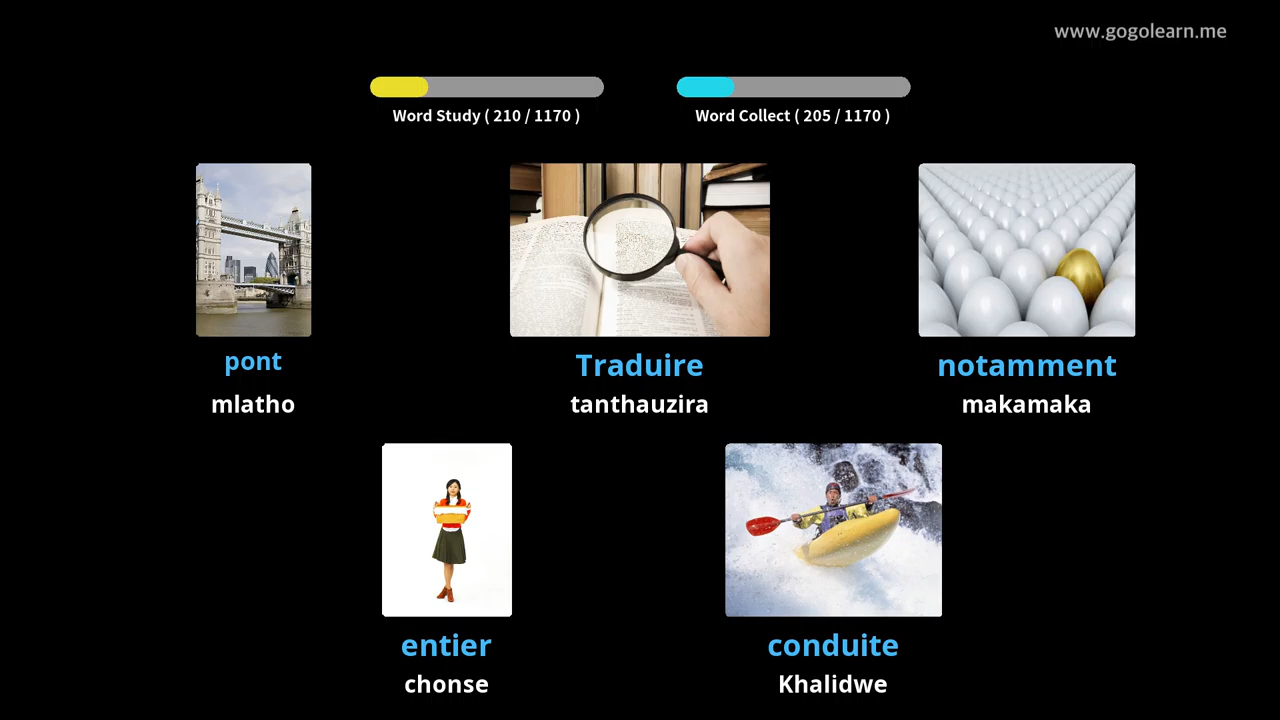 www.gogolearn.me
Word Study ( 210 / 1170 )
Word Collect ( 205 / 1170 )
pont
mlatho
Traduire
tanthauzira
notamment
makamaka
entier
chonse
conduite
Khalidwe